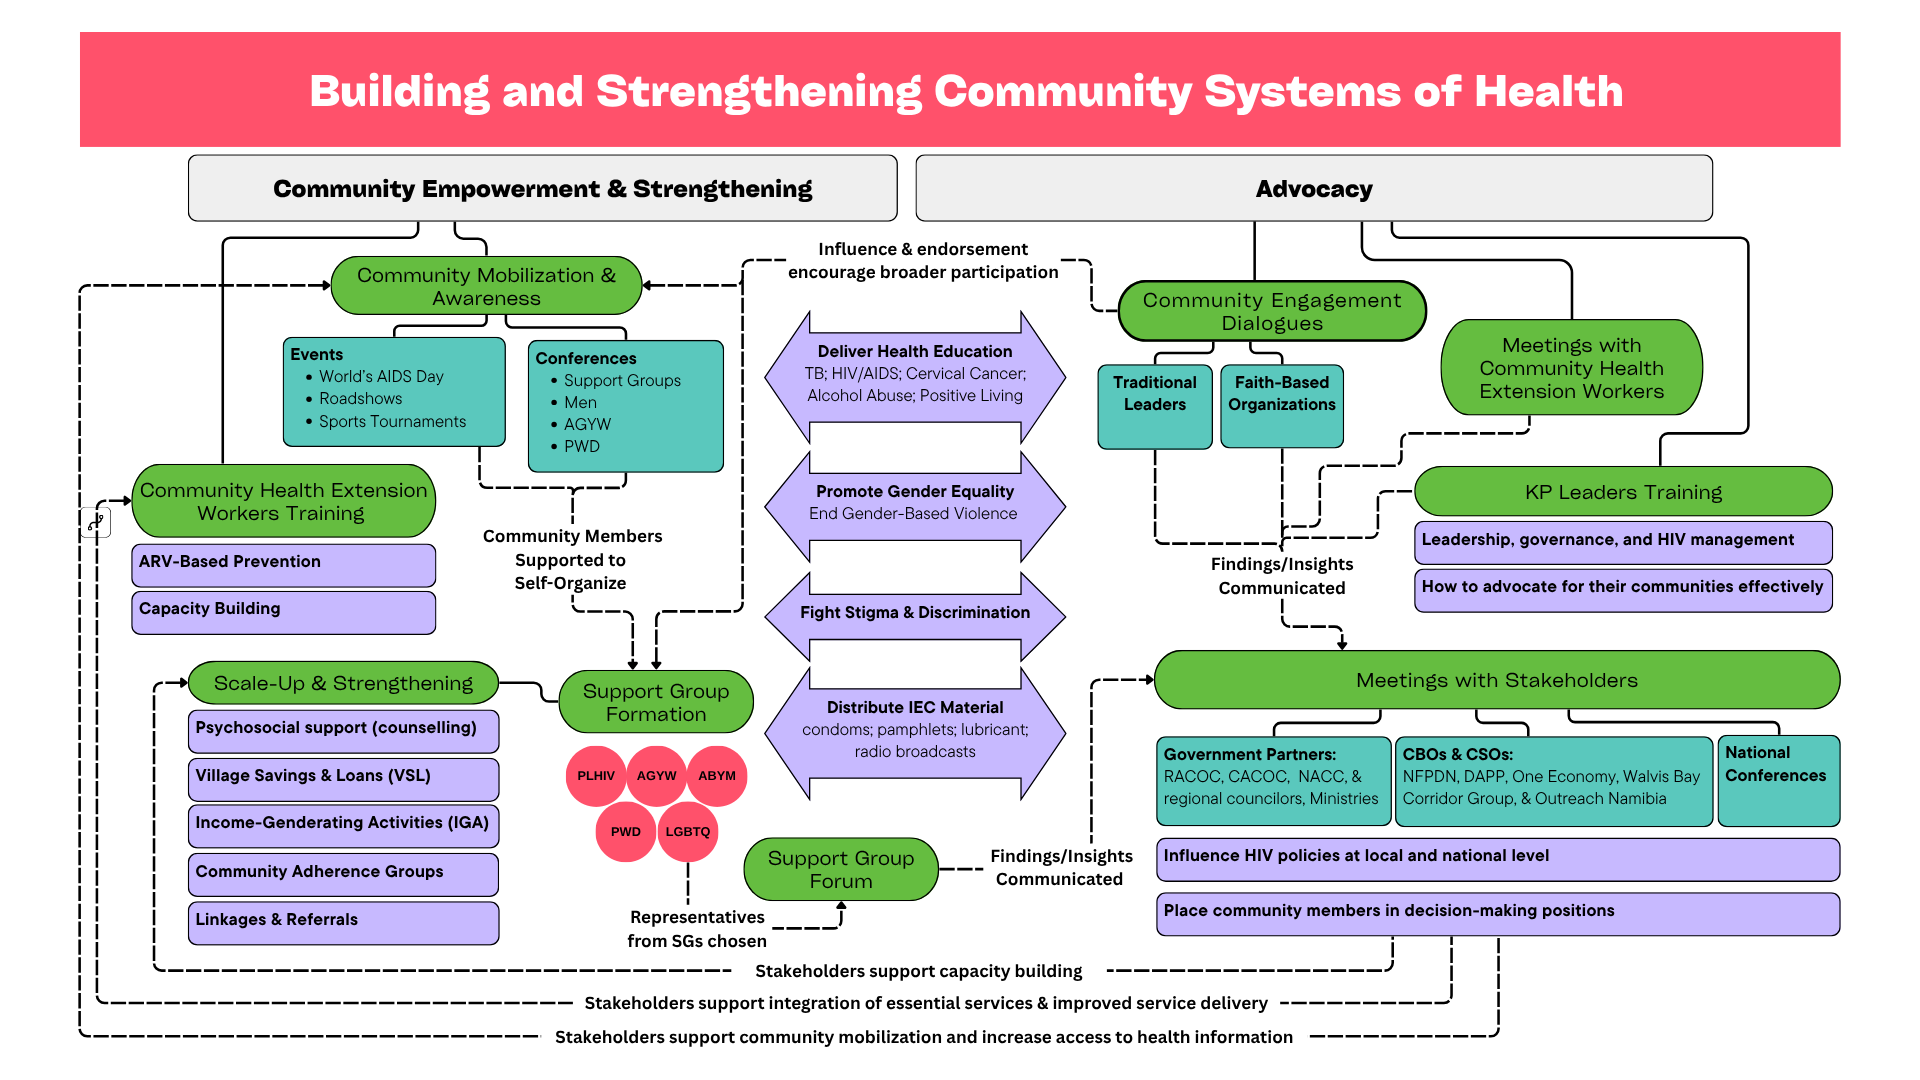 Building and Strengthening Community Systems of Health
Community Empowerment & Strengthening
Advocacy
Influence & endorsement
encourage broader participation
Community Mobilization &
Awareness
Events
• World's AIDS Day
• Roadshows
• Sports Tournaments
Conferences
• Support Groups
• Men
• AGYW
• PWD
Community Health Extension
Workers Training
ARV-Based Prevention
Capacity Building
Community Members
Supported to
Self-Organize
Scale-Up & Strengthening
Psychosocial support (counselling)
Village Savings & Loans (VSL)
Income-Genderating Activities (IGA)
Community Adherence Groups
Linkages & Referrals
Support Group
Formation
PLHIV
AGYW
ABYM
PWD
LGBTQ
Representatives
from SGs chosen
Support Group
Forum
Findings/Insights
Communicated
Deliver Health Education
TB; HIV/AIDS; Cervical Cancer;
Alcohol Abuse; Positive Living
Promote Gender Equality
End Gender-Based Violence
Fight Stigma & Discrimination
Distribute IEC Material
condoms; pamphlets; lubricant;
radio broadcasts
Community Engagement
Dialogues
Traditional
Leaders
Faith-Based
Organizations
Meetings with
Community Health
Extension Workers
KP Leaders Training
Leadership, governance, and HIV management
How to advocate for their communities effectively
Findings/Insights
Communicated
Meetings with Stakeholders
Government Partners:
RACOC, CACOC, NACC, &
regional councilors, Ministries
CBOs & CSOs:
NFPDN, DAPP, One Economy, Walvis Bay
Corridor Group, & Outreach Namibia
National
Conferences
Influence HIV policies at local and national level
Place community members in decision-making positions
Stakeholders support capacity building
Stakeholders support integration of essential services & improved service delivery
Stakeholders support community mobilization and increase access to health information